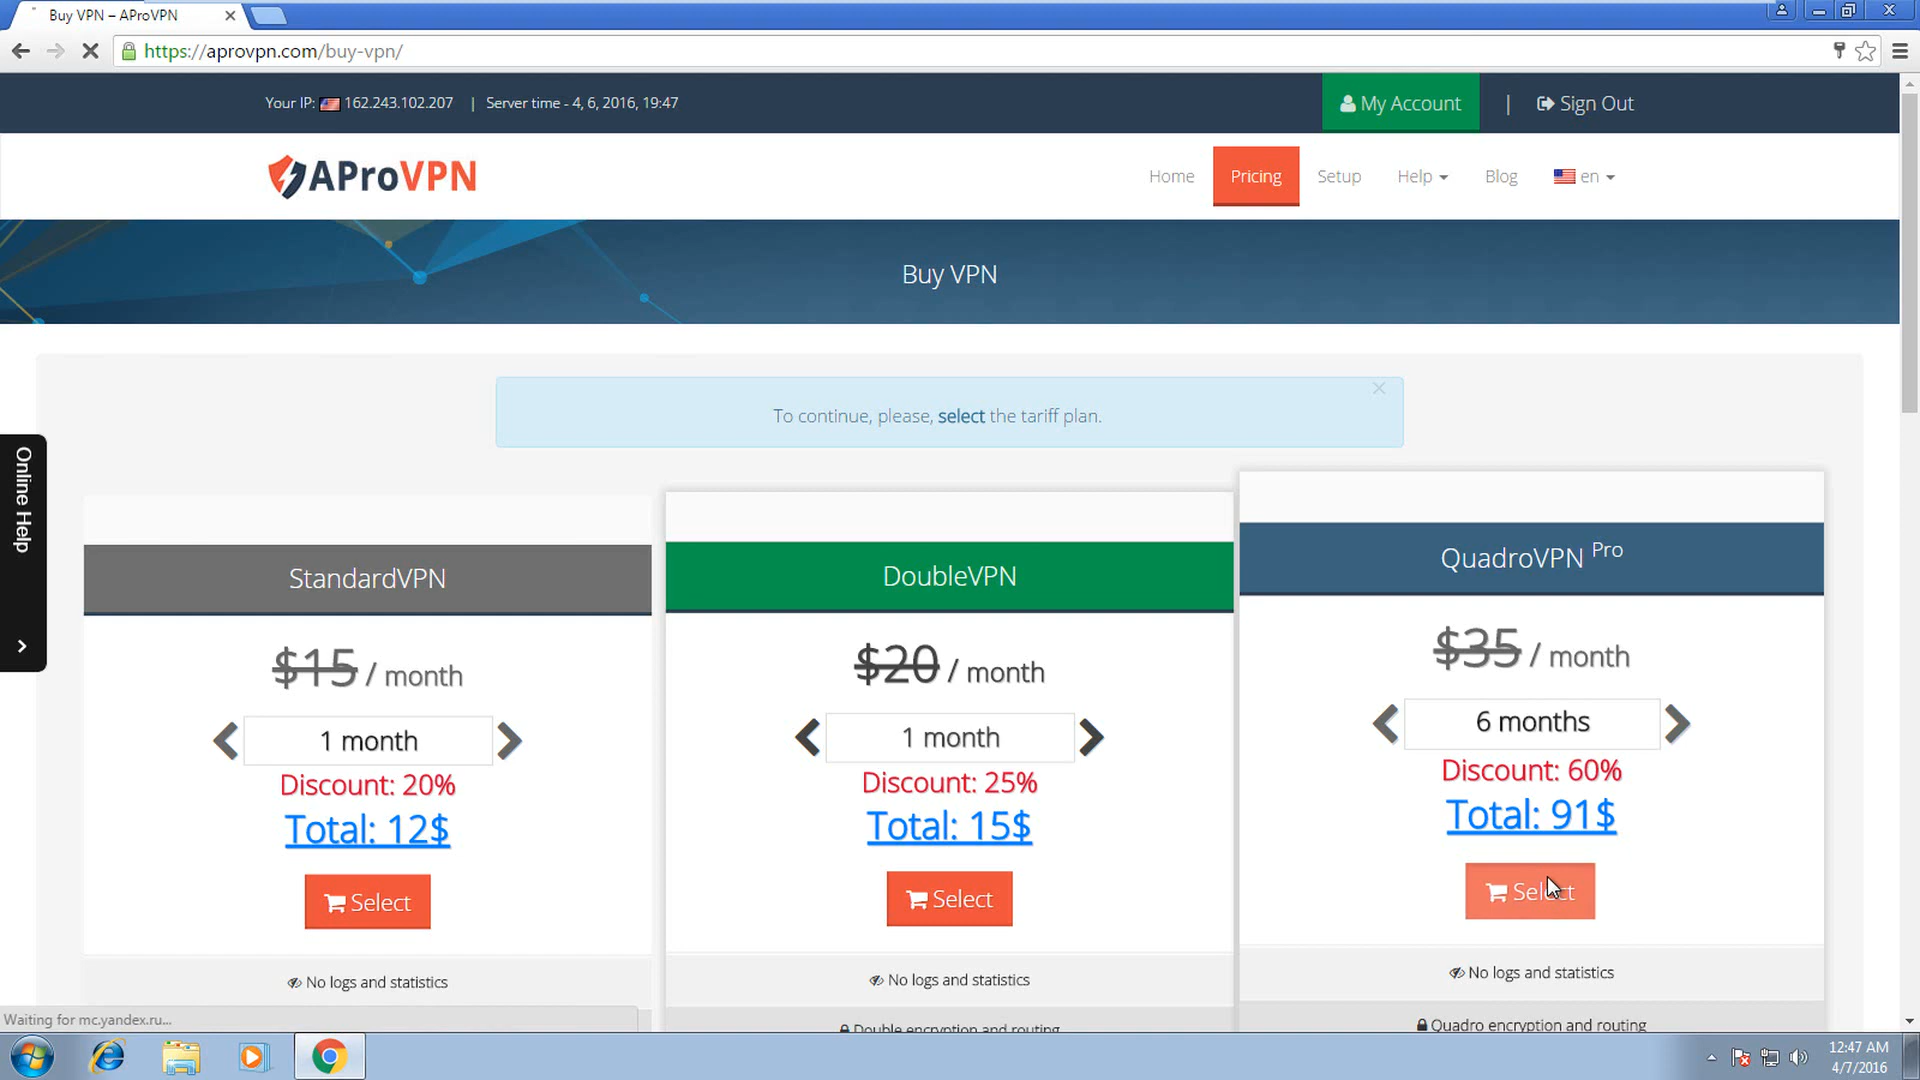 Buy VPN – AProVPN
https://aprovpn.com/buy-vpn/
Your IP: 162.243.102.207 | Server time - 4, 6, 2016, 19:47
My Account | Sign Out
AProVPN
Home Pricing Setup Help Blog en
Buy VPN
To continue, please, select the tariff plan.
Online Help
StandardVPN
$15 / month
1 month
Discount: 20%
Total: 12$
Select
No logs and statistics
DoubleVPN
$20 / month
1 month
Discount: 25%
Total: 15$
Select
No logs and statistics
Double encryption and routing
QuadroVPN Pro
$35 / month
6 months
Discount: 60%
Total: 91$
Select
No logs and statistics
Quadro encryption and routing
Waiting for mc.yandex.ru...
12:47 AM
4/7/2016